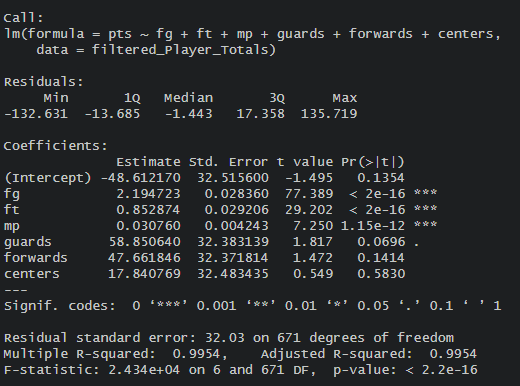 Call:
lm(formula = pts ~ fg + ft + mp + guards + forwards + centers,
    data = filtered_Player_Totals)
Residuals:
     Min       1Q   Median       3Q      Max
-132.631  -13.685   -1.443   17.358  135.719
Coefficients:
              Estimate Std. Error t value Pr(>|t|)
(Intercept) -48.612170  32.515600  -1.495   0.1354
fg            2.194723   0.028360  77.389  < 2e-16 ***
ft            0.852874   0.029206  29.202  < 2e-16 ***
mp            0.030760   0.004243   7.250 1.15e-12 ***
guards       58.850640  32.383139   1.817   0.0696 .
forwards     47.661846  32.371814   1.472   0.1414
centers      17.840769  32.483435   0.549   0.5830
---
Signif. codes:  0 ‘***’ 0.001 ‘**’ 0.01 ‘*’ 0.05 ‘.’ 0.1 ‘ ’ 1
Residual standard error: 32.03 on 671 degrees of freedom
Multiple R-squared:  0.9954,    Adjusted R-squared:  0.9954
F-statistic: 2.434e+04 on 6 and 671 DF,  p-value: < 2.2e-16